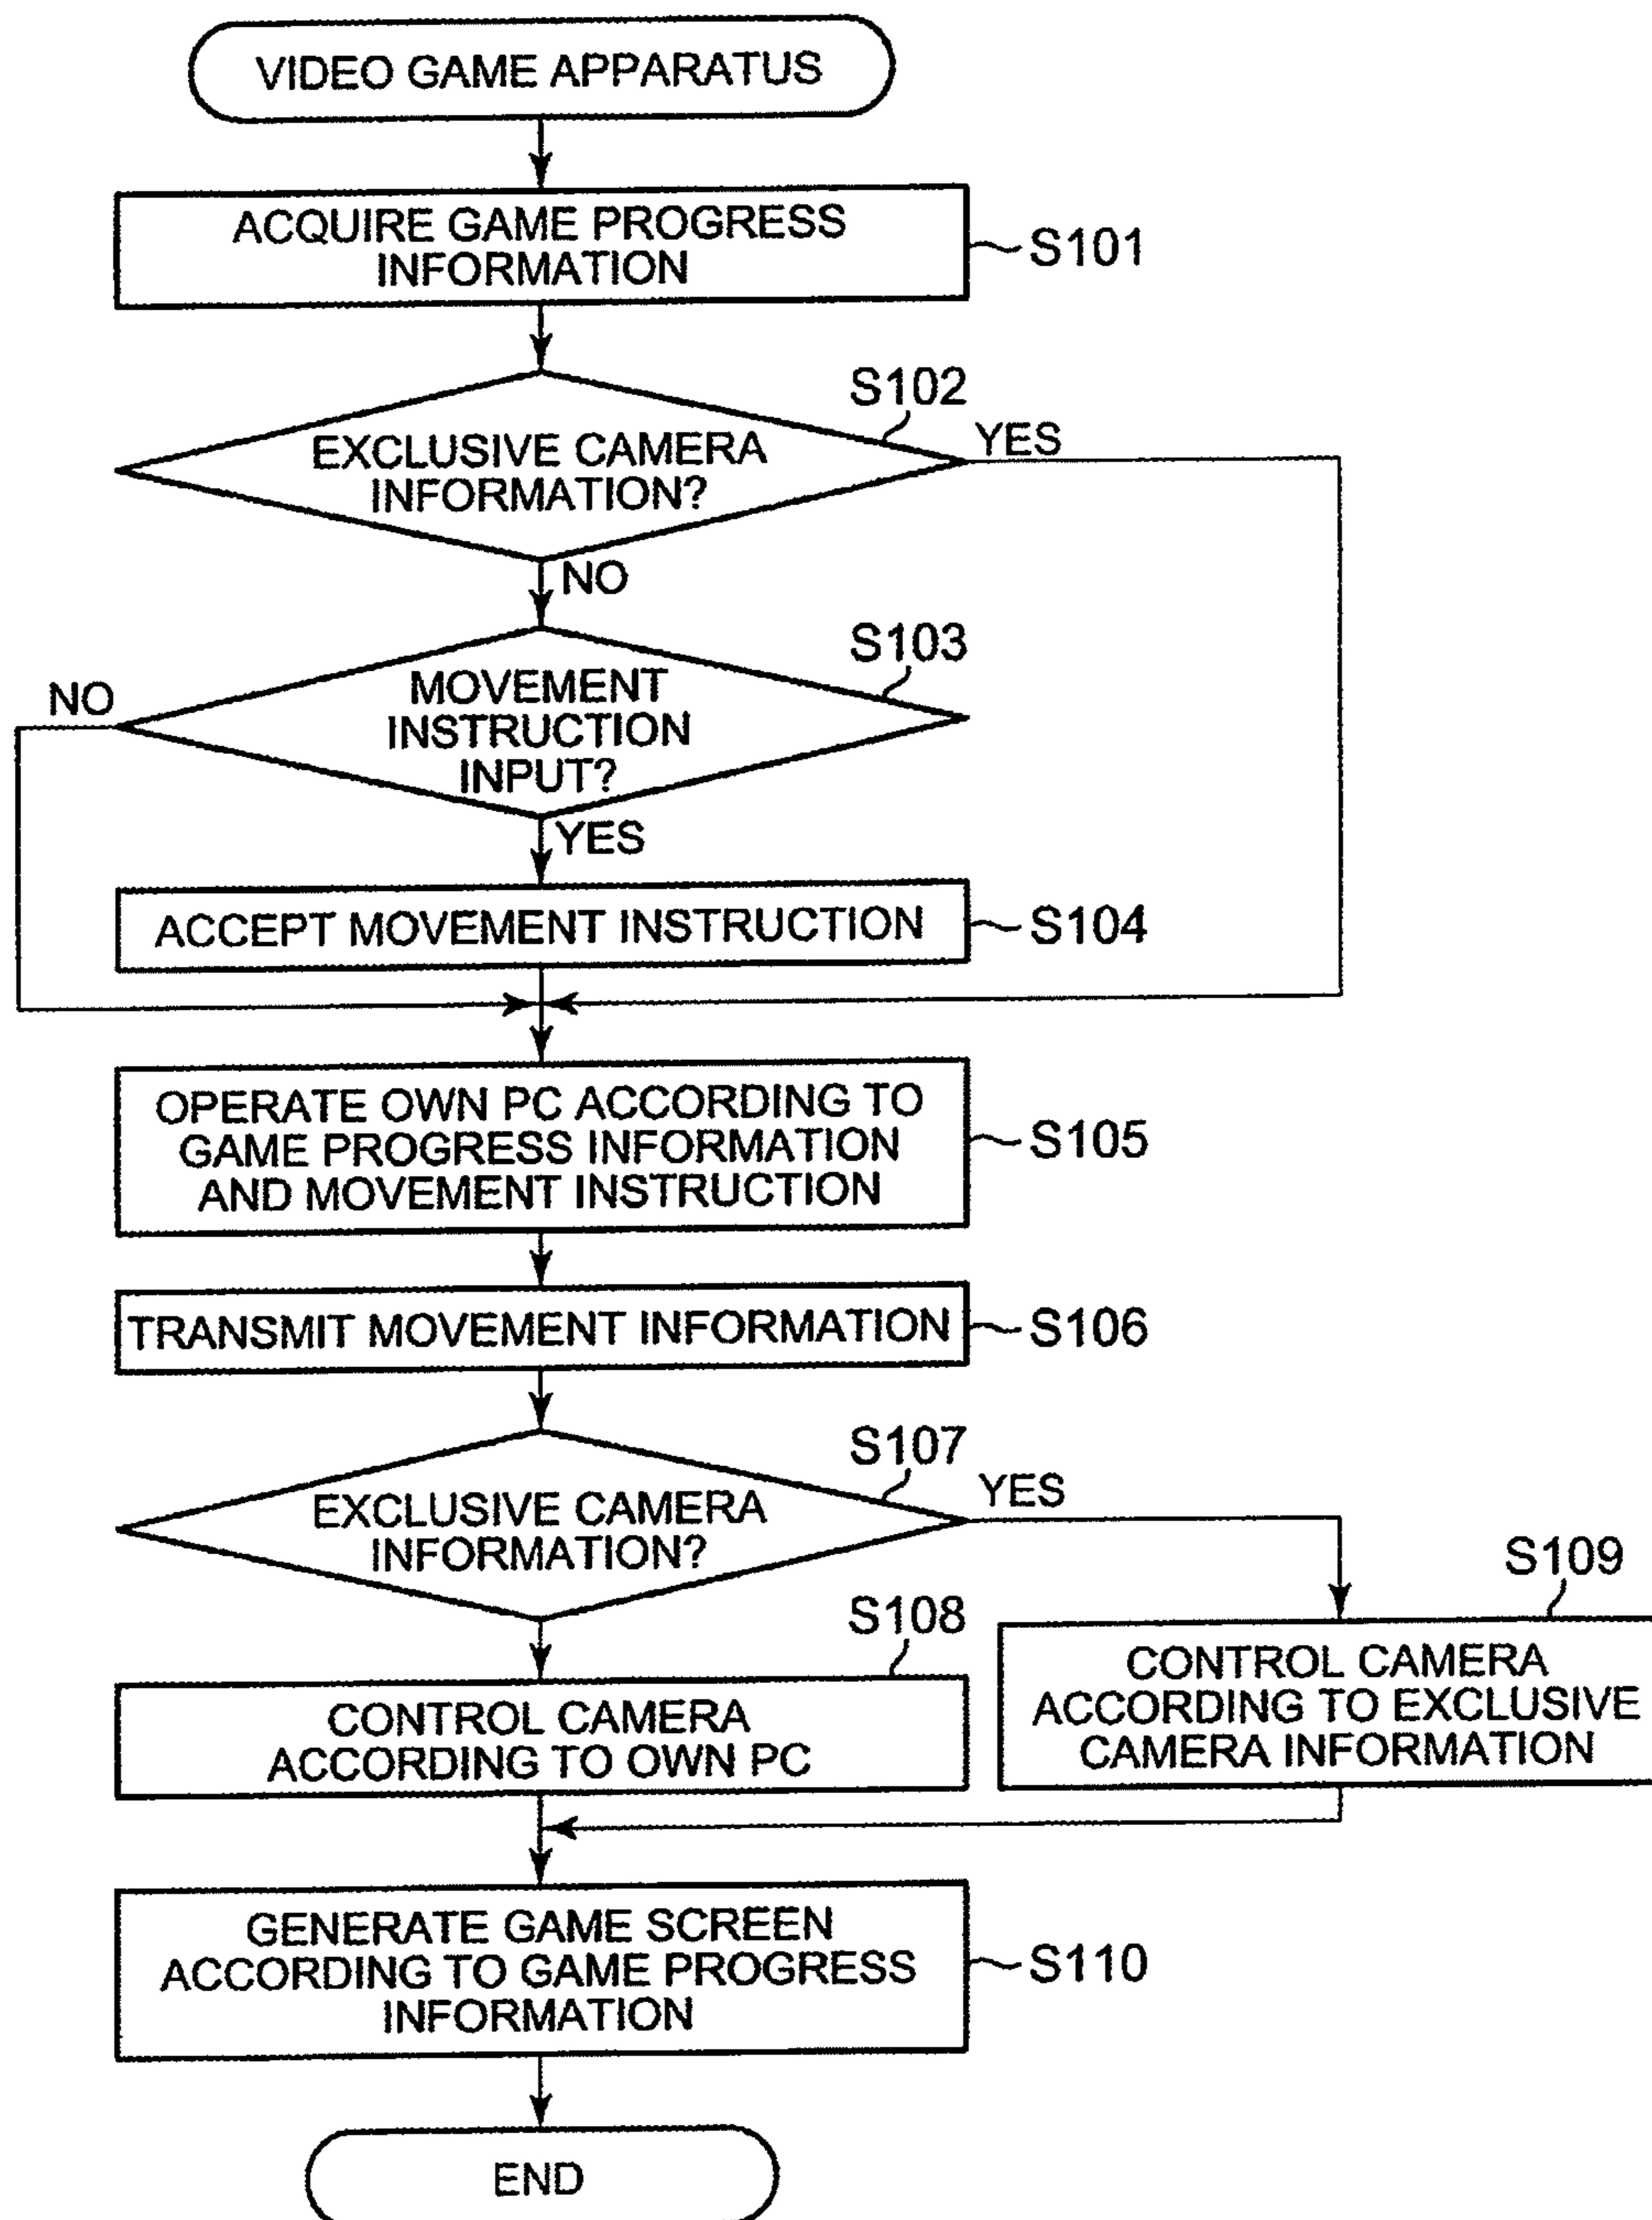 VIDEO GAME APPARATUS
ACQUIRE GAME PROGRESS
INFORMATION
S101
S102
EXCLUSIVE CAMERA
INFORMATION?
YES
NO
S103
MOVEMENT
INSTRUCTION
INPUT?
NO
YES
ACCEPT MOVEMENT INSTRUCTION
S104
OPERATE OWN PC ACCORDING TO
GAME PROGRESS INFORMATION
AND MOVEMENT INSTRUCTION
S105
TRANSMIT MOVEMENT INFORMATION
S106
S107
EXCLUSIVE CAMERA
INFORMATION?
YES
S108
CONTROL CAMERA
ACCORDING TO OWN PC
S109
CONTROL CAMERA
ACCORDING TO EXCLUSIVE
CAMERA INFORMATION
GENERATE GAME SCREEN
ACCORDING TO GAME PROGRESS
INFORMATION
S110
END